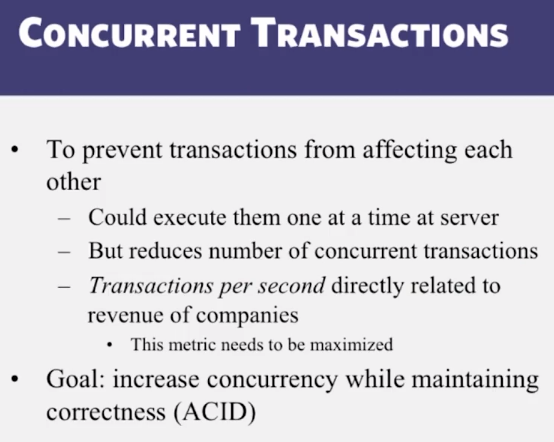 CONCURRENT TRANSACTIONS
• To prevent transactions from affecting each
other
– Could execute them one at a time at server
– But reduces number of concurrent transactions
– Transactions per second directly related to
revenue of companies
• This metric needs to be maximized
• Goal: increase concurrency while maintaining
correctness (ACID)